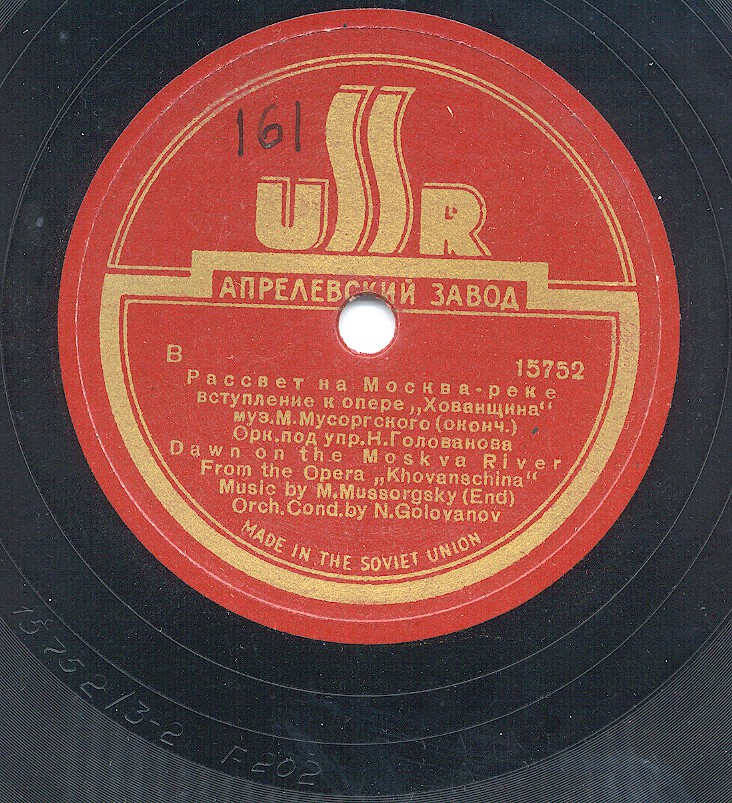 161
USSR
АПРЕЛЕВСКИЙ ЗАВОД
В 15752
Рассвет на Москва-реке
вступление к опере „Хованщина“
муз.М.Мусоргского (оконч.)
Орк.под упр.Н.Голованова
Dawn on the Moskva River
From the Opera „Khovanschina“
Music by M.Mussorgsky (End)
Orch.Cond.by N.Golovanov
MADE IN THE SOVIET UNION
15752/3-2 F 202